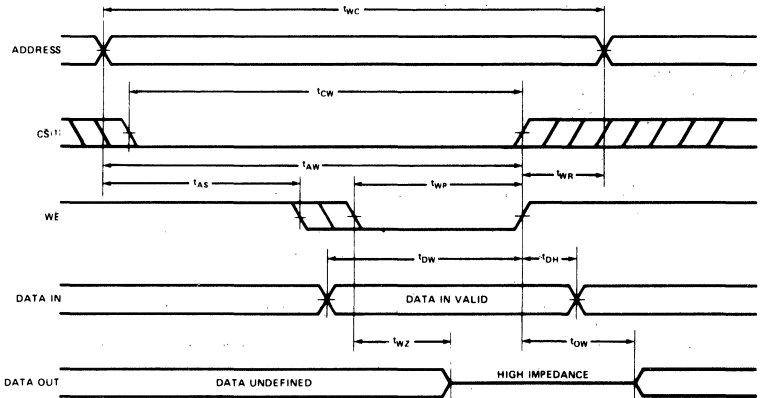 tWC
ADDRESS
tCW
CS(1)
tAW
tAS
tWP
tWR
WE
tDW
tDH
DATA IN
DATA IN VALID
tWZ
tOW
DATA OUT
DATA UNDEFINED
HIGH IMPEDANCE